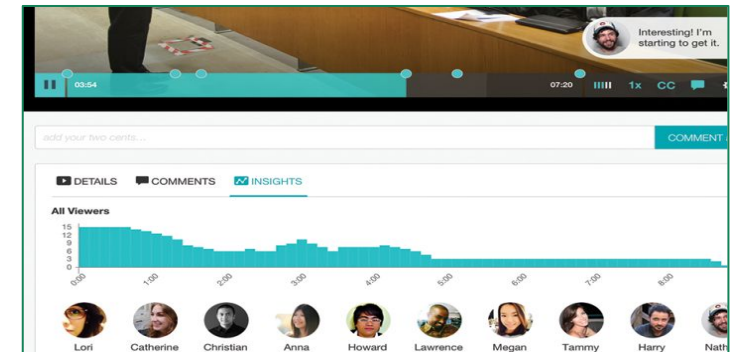 Interesting! I'm
starting to get it.
03:54
07:20
1x CC
add your two cents...
COMMENT
DETAILS COMMENTS INSIGHTS
All Viewers
15
12
9
6
3
0
0:00 1:00 2:00 3:00 4:00 5:00 6:00 7:00 8:00
Lori Catherine Christian Anna Howard Lawrence Megan Tammy Harry Nath